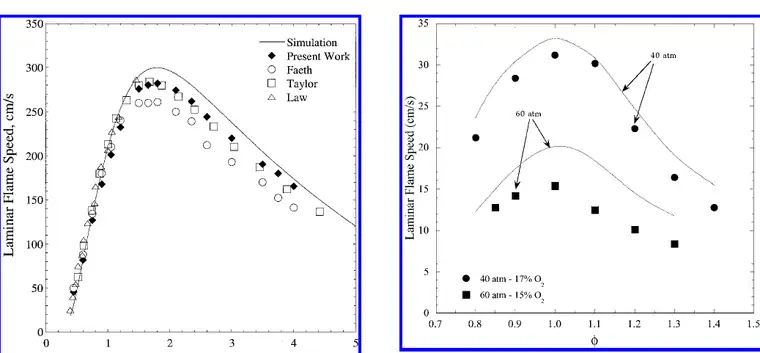 350
300
250
200
150
100
50
0
Laminar Flame Speed, cm/s
Simulation
Present Work
Faeth
Taylor
Law
0 1 2 3 4 5
35
30
25
20
15
10
5
0
Laminar Flame Speed (cm/s)
40 atm
60 atm
40 atm - 17% O2
60 atm - 15% O2
0.7 0.8 0.9 1.0 1.1 1.2 1.3 1.4 1.5
ϕ